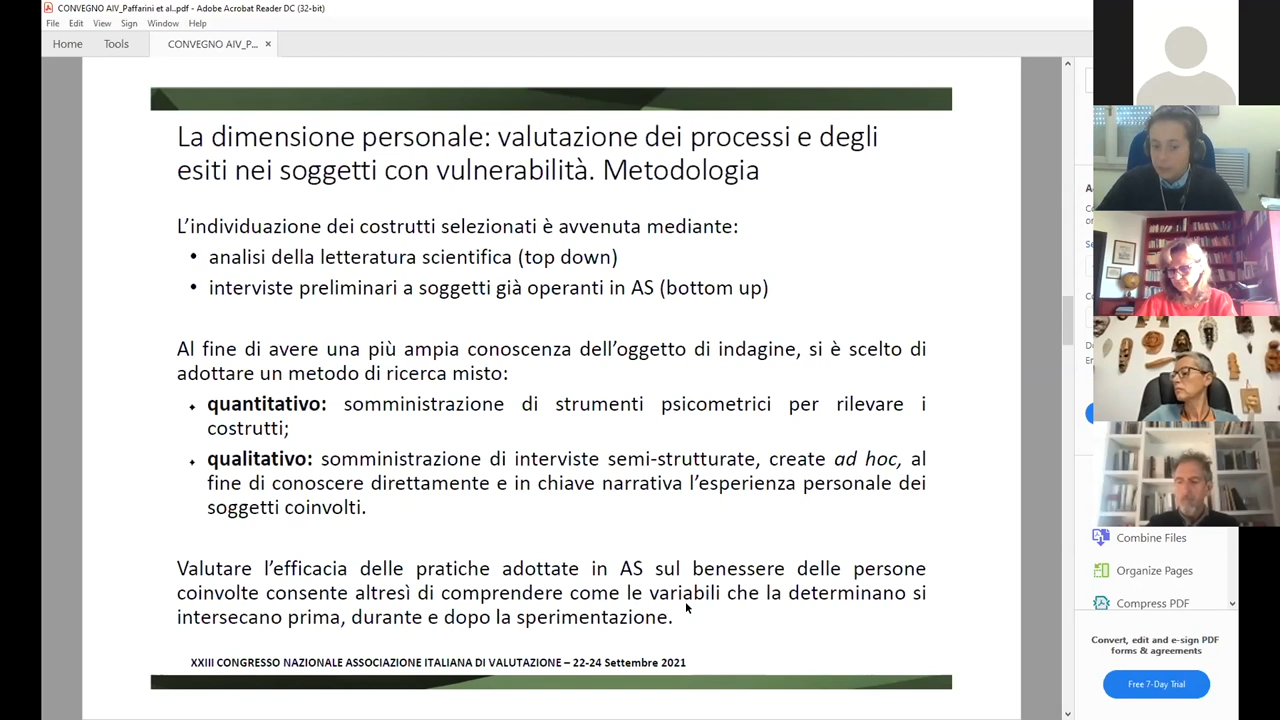 CONVEGNO AIV_Paffarini et al..pdf - Adobe Acrobat Reader DC (32-bit)
File Edit View Sign Window Help
Home Tools CONVEGNO AIV_P... ×
La dimensione personale: valutazione dei processi e degli
esiti nei soggetti con vulnerabilità. Metodologia
L’individuazione dei costrutti selezionati è avvenuta mediante:
• analisi della letteratura scientifica (top down)
• interviste preliminari a soggetti già operanti in AS (bottom up)
Al fine di avere una più ampia conoscenza dell’oggetto di indagine, si è scelto di
adottare un metodo di ricerca misto:
quantitativo: somministrazione di strumenti psicometrici per rilevare i
costrutti;
qualitativo: somministrazione di interviste semi-strutturate, create ad hoc, al
fine di conoscere direttamente e in chiave narrativa l’esperienza personale dei
soggetti coinvolti.
Valutare l’efficacia delle pratiche adottate in AS sul benessere delle persone
coinvolte consente altresì di comprendere come le variabili che la determinano si
intersecano prima, durante e dopo la sperimentazione.
XXIII CONGRESSO NAZIONALE ASSOCIAZIONE ITALIANA DI VALUTAZIONE – 22-24 Settembre 2021
Combine Files
Organize Pages
Compress PDF
Convert, edit and e-sign PDF
forms & agreements
Free 7-Day Trial